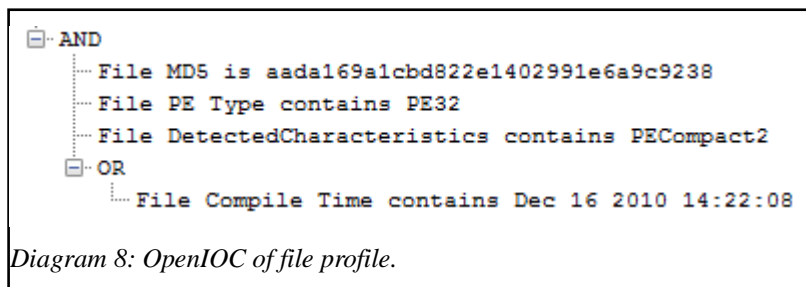 AND
File MD5 is aada169a1cbd822e1402991e6a9c9238
File PE Type contains PE32
File DetectedCharacteristics contains PECompact2
OR
File Compile Time contains Dec 16 2010 14:22:08
Diagram 8: OpenIOC of file profile.